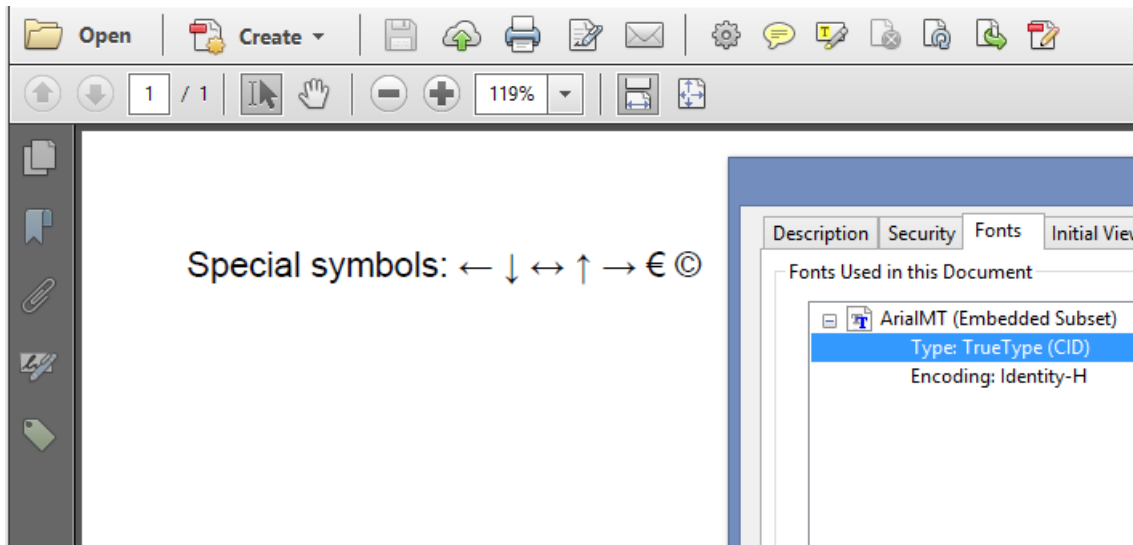 Open Create
1 / 1 119%
Special symbols: ← ↓ ↔ ↑ → € ©
Description Security Fonts Initial View
Fonts Used in this Document
ArialMT (Embedded Subset)
Type: TrueType (CID)
Encoding: Identity-H